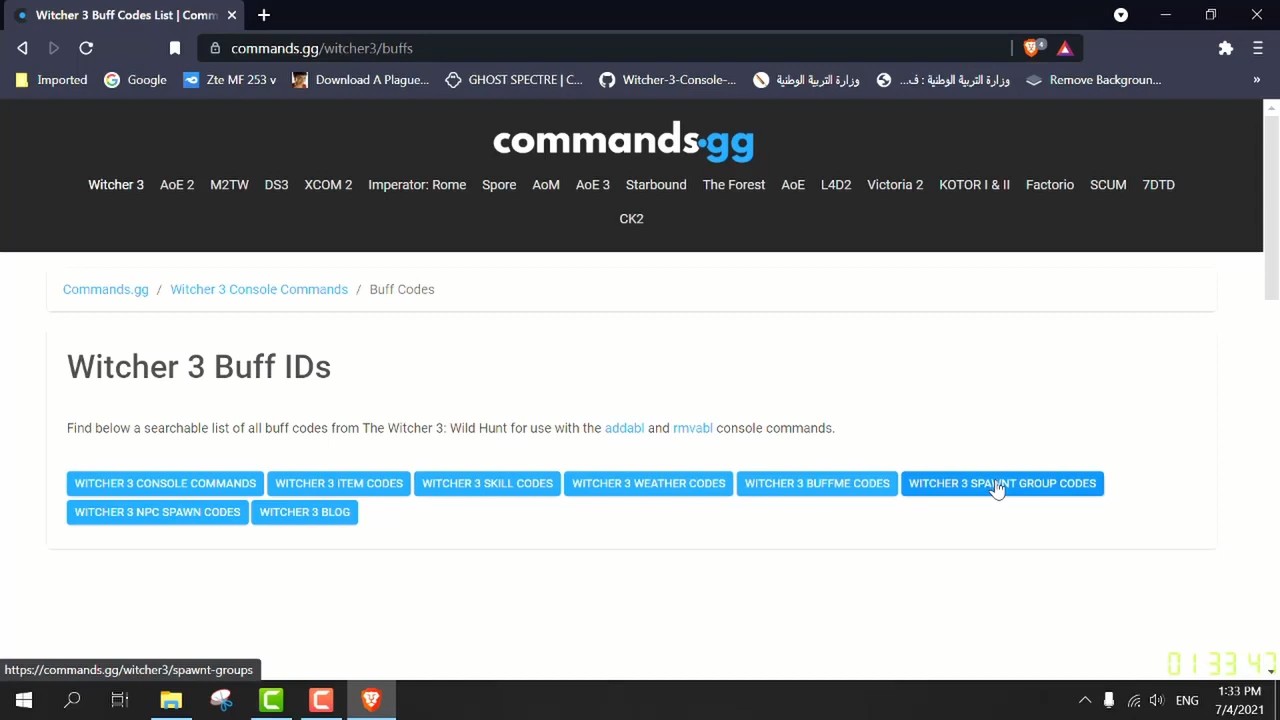 Witcher 3 Buff Codes List | Comm
commands.gg/witcher3/buffs
4
Imported
Google
Zte MF 253 v
Download A Plague...
GHOST SPECTRE | C...
Witcher-3-Console-...
وزارة التربية الوطنية
وزارة التربية الوطنية : ف...
Remove Backgroun...
»
commands.gg
Witcher 3 AoE 2 M2TW DS3 XCOM 2 Imperator: Rome Spore AoM AoE 3 Starbound The Forest AoE L4D2 Victoria 2 KOTOR I & II Factorio SCUM 7DTD
CK2
Commands.gg / Witcher 3 Console Commands / Buff Codes
Witcher 3 Buff IDs
Find below a searchable list of all buff codes from The Witcher 3: Wild Hunt for use with the addabl and rmvabl console commands.
WITCHER 3 CONSOLE COMMANDS WITCHER 3 ITEM CODES WITCHER 3 SKILL CODES WITCHER 3 WEATHER CODES WITCHER 3 BUFFME CODES WITCHER 3 SPAWNT GROUP CODES
WITCHER 3 NPC SPAWN CODES WITCHER 3 BLOG
https://commands.gg/witcher3/spawnt-groups
01:33 47
ENG
1:33 PM
7/4/2021